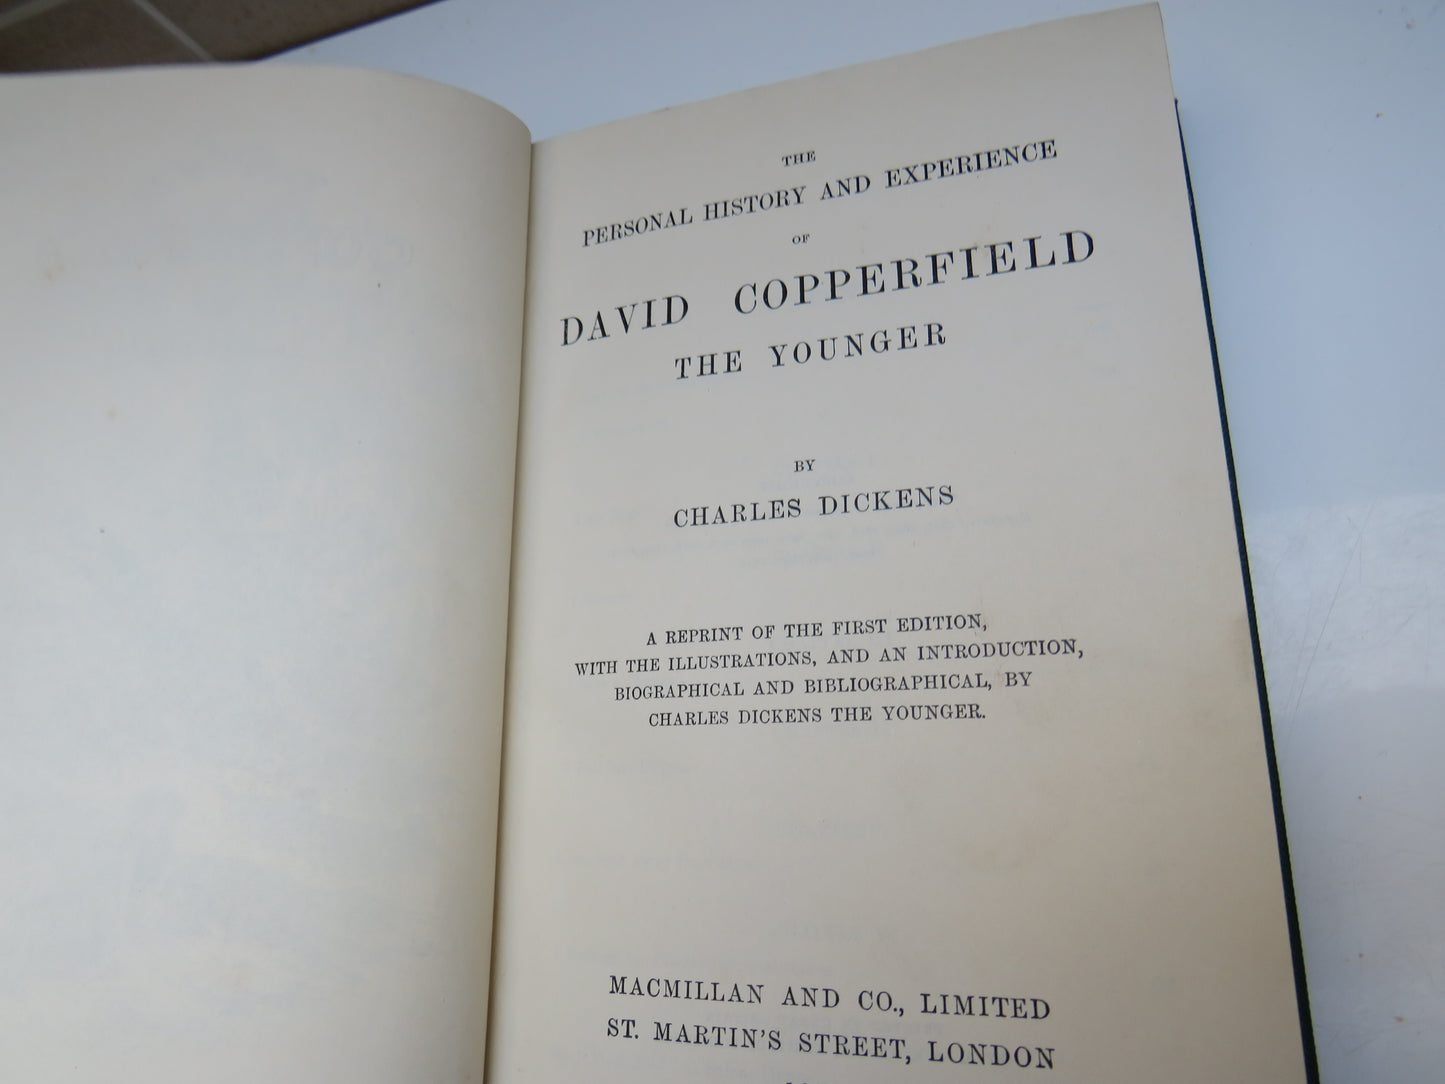 THE
PERSONAL HISTORY AND EXPERIENCE
OF
DAVID COPPERFIELD
THE YOUNGER
BY
CHARLES DICKENS
A REPRINT OF THE FIRST EDITION,
WITH THE ILLUSTRATIONS, AND AN INTRODUCTION,
BIOGRAPHICAL AND BIBLIOGRAPHICAL, BY
CHARLES DICKENS THE YOUNGER.
MACMILLAN AND CO., LIMITED
ST. MARTIN'S STREET, LONDON